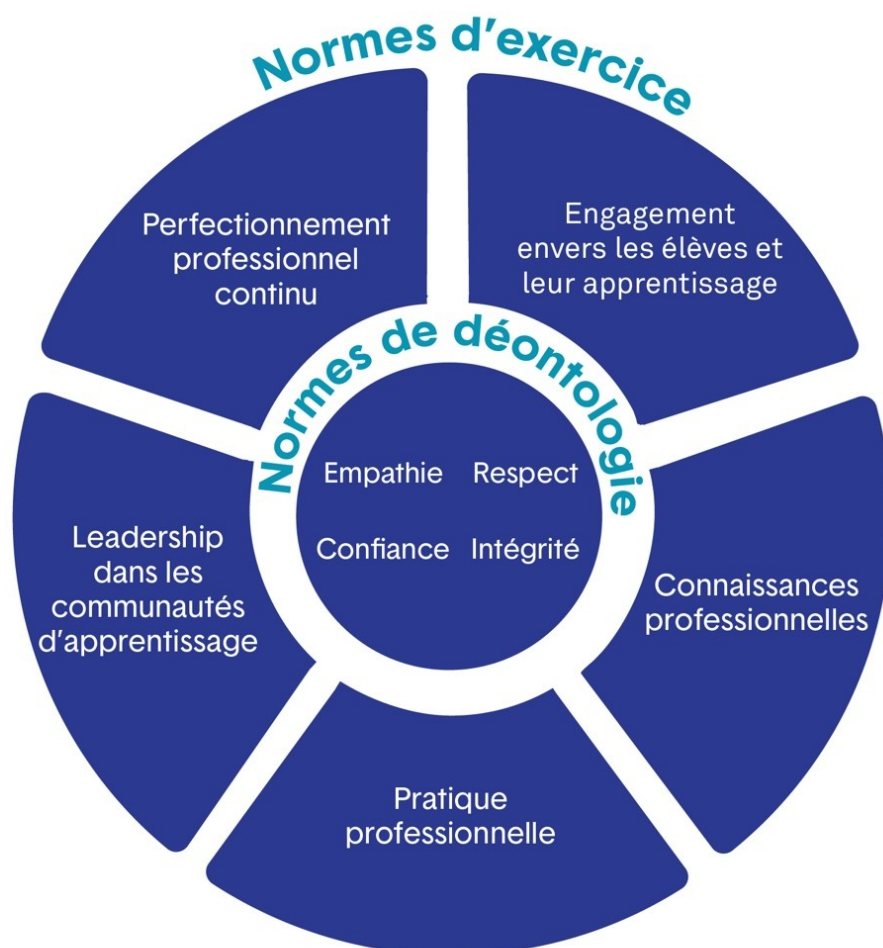 Normes d'exercice
Perfectionnement
professionnel
continu
Engagement
envers les élèves et
leur apprentissage
Normes de déontologie
Empathie Respect
Confiance Intégrité
Leadership
dans les
communautés
d'apprentissage
Connaissances
professionnelles
Pratique
professionnelle